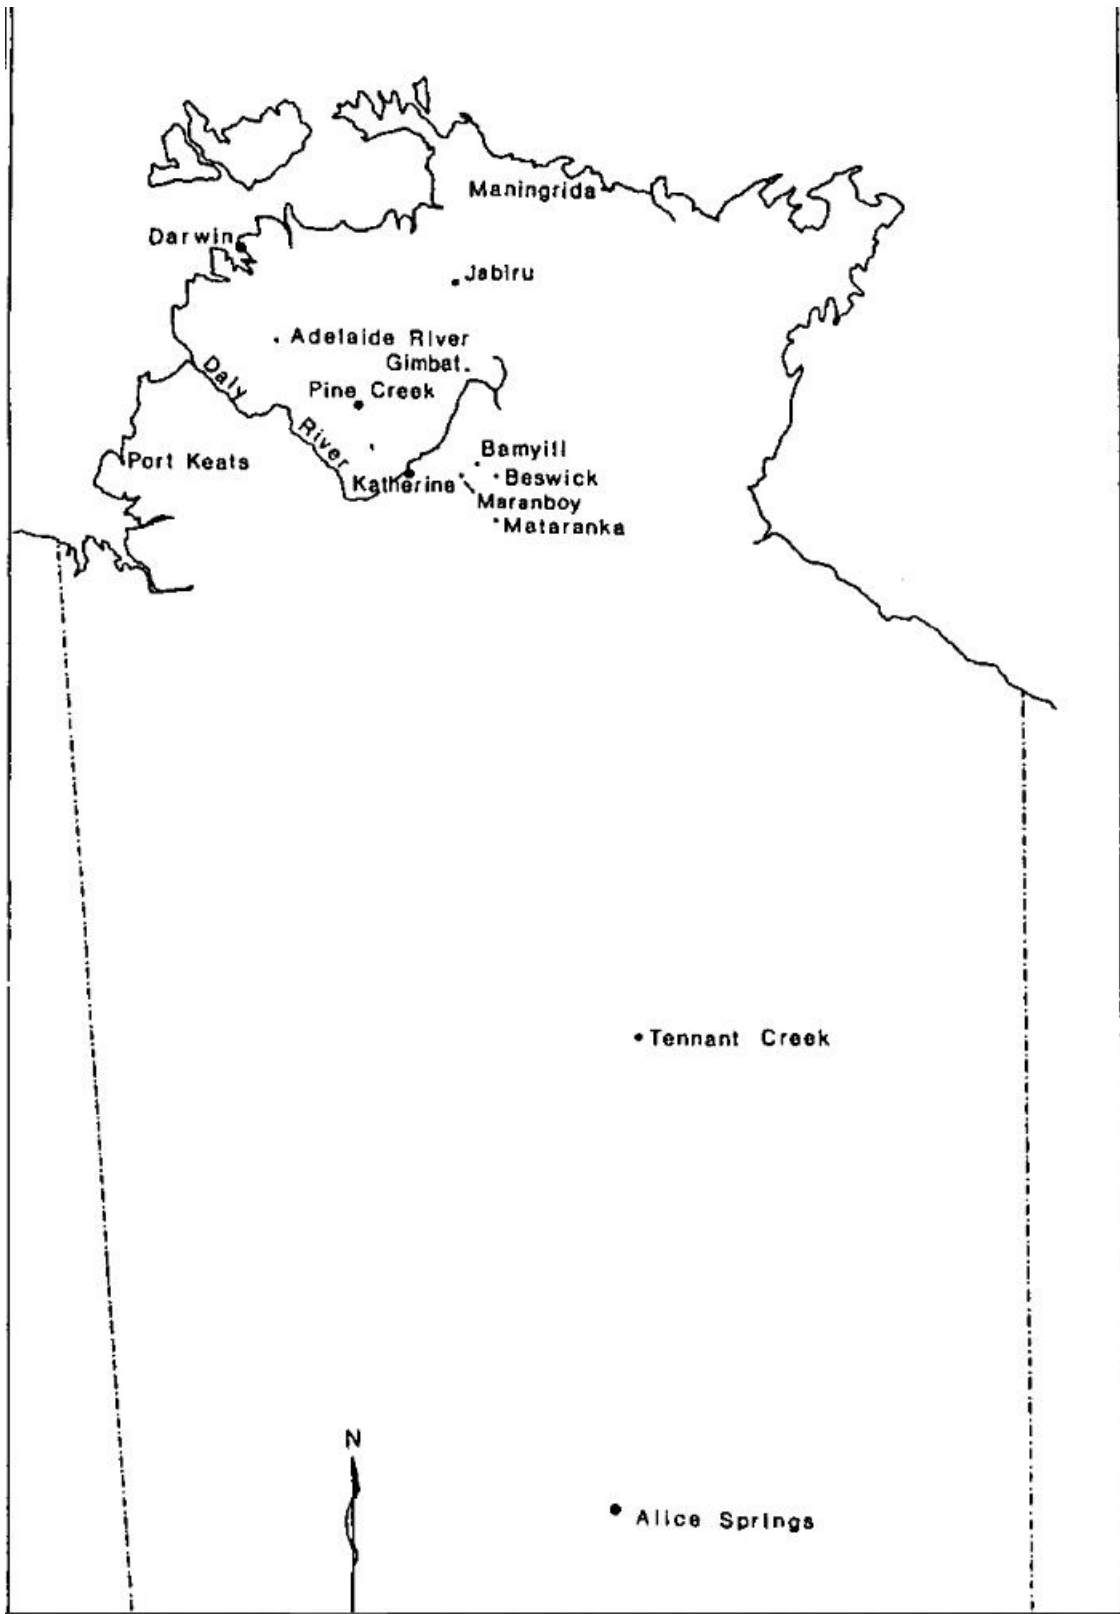 Maningrida
Darwin
Jabiru
Adelaide River
Gimbat
Daly
River
Pine Creek
Port Keats
Bamyili
Katherine
Beswick
Maranboy
Mataranka
Tennant Creek
N
Alice Springs